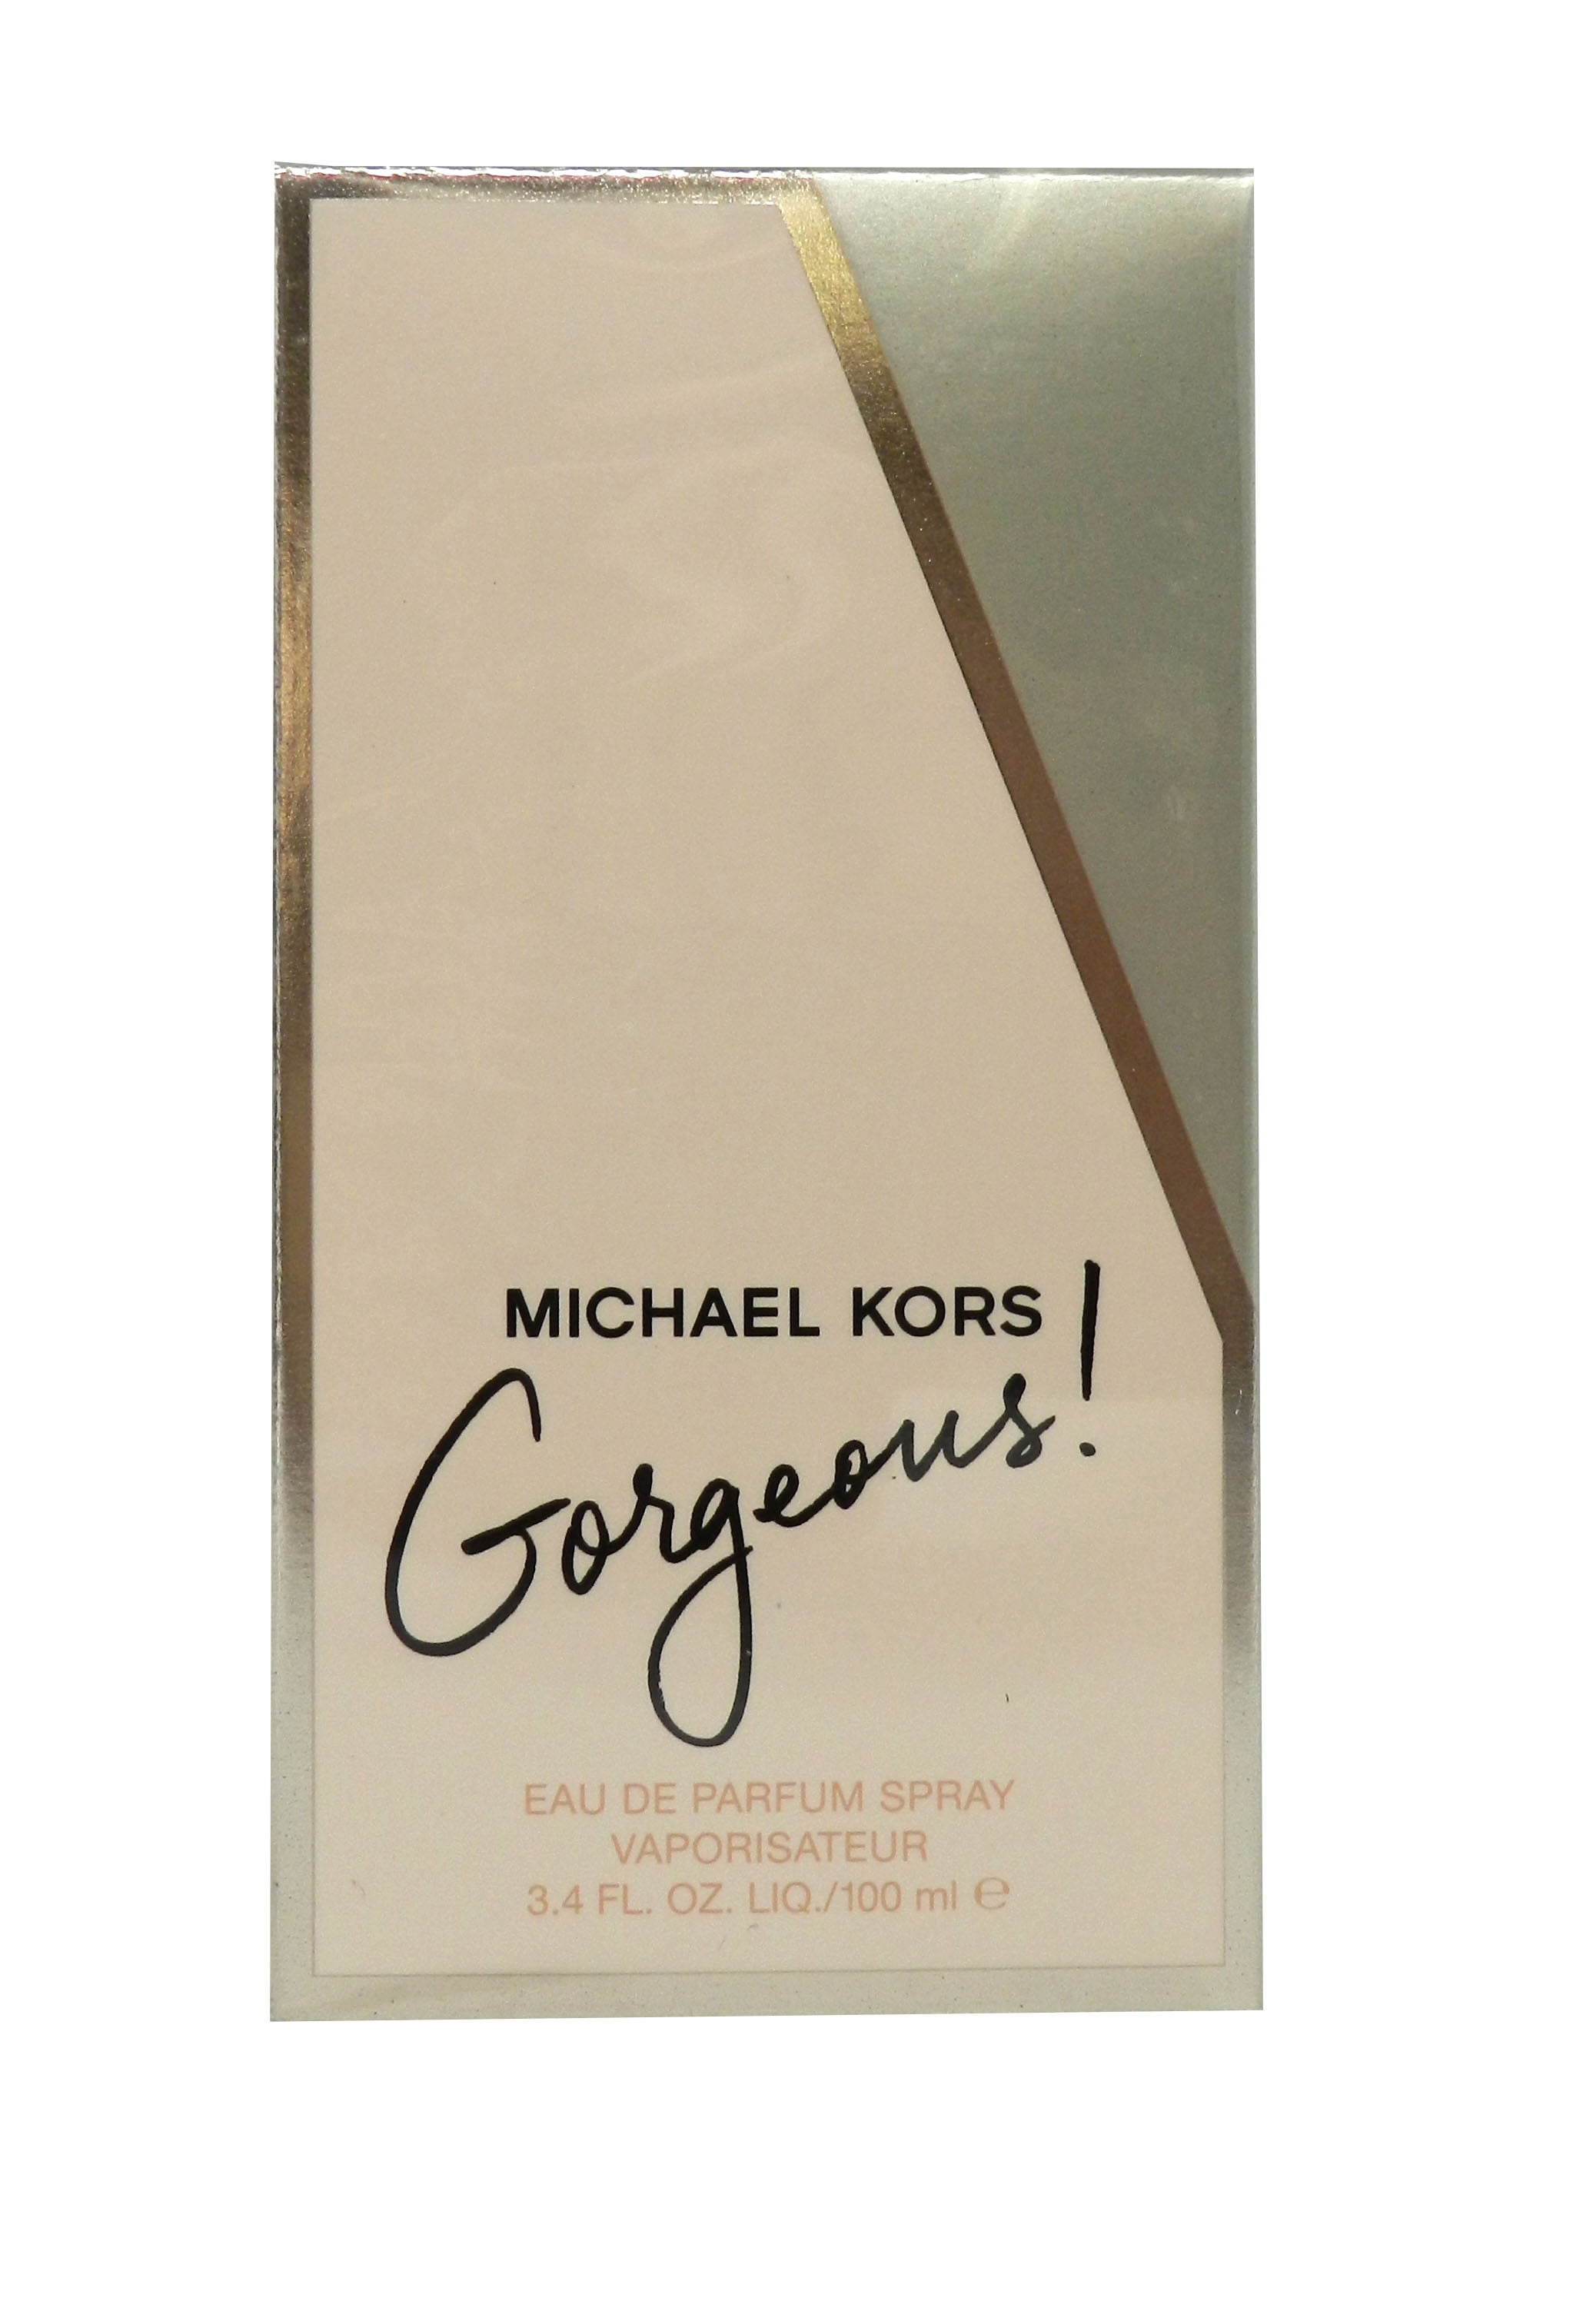 MICHAEL KORS
Gorgeous!
EAU DE PARFUM SPRAY
VAPORISATEUR
3.4 FL. OZ. LIQ./100 ml ℮